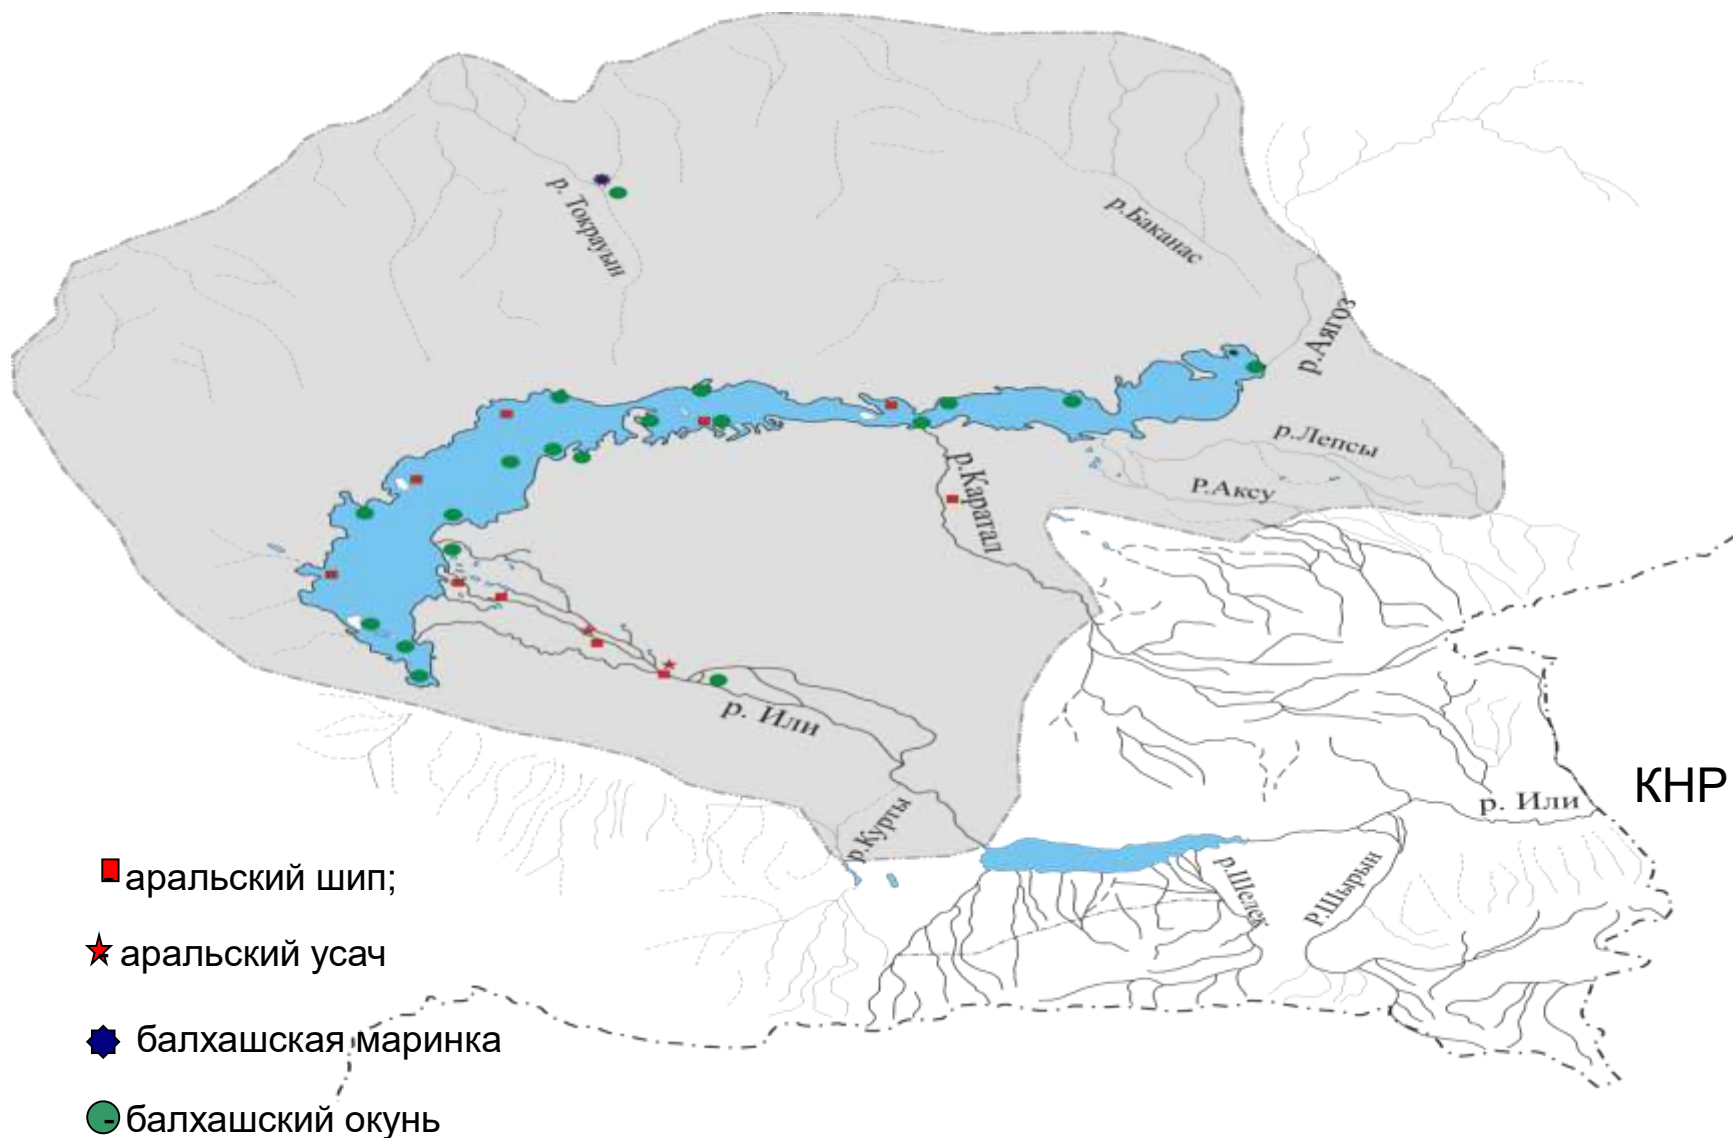 р. Токрауын
р.Баканас
р.Аягоз
р.Лепсы
Р.Аксу
р.Каратал
р. Или
КНР
р. Или
р.Курты
р.Шелек
Р.Шырын
аральский шип;
аральский усач
балхашская маринка
балхашский окунь